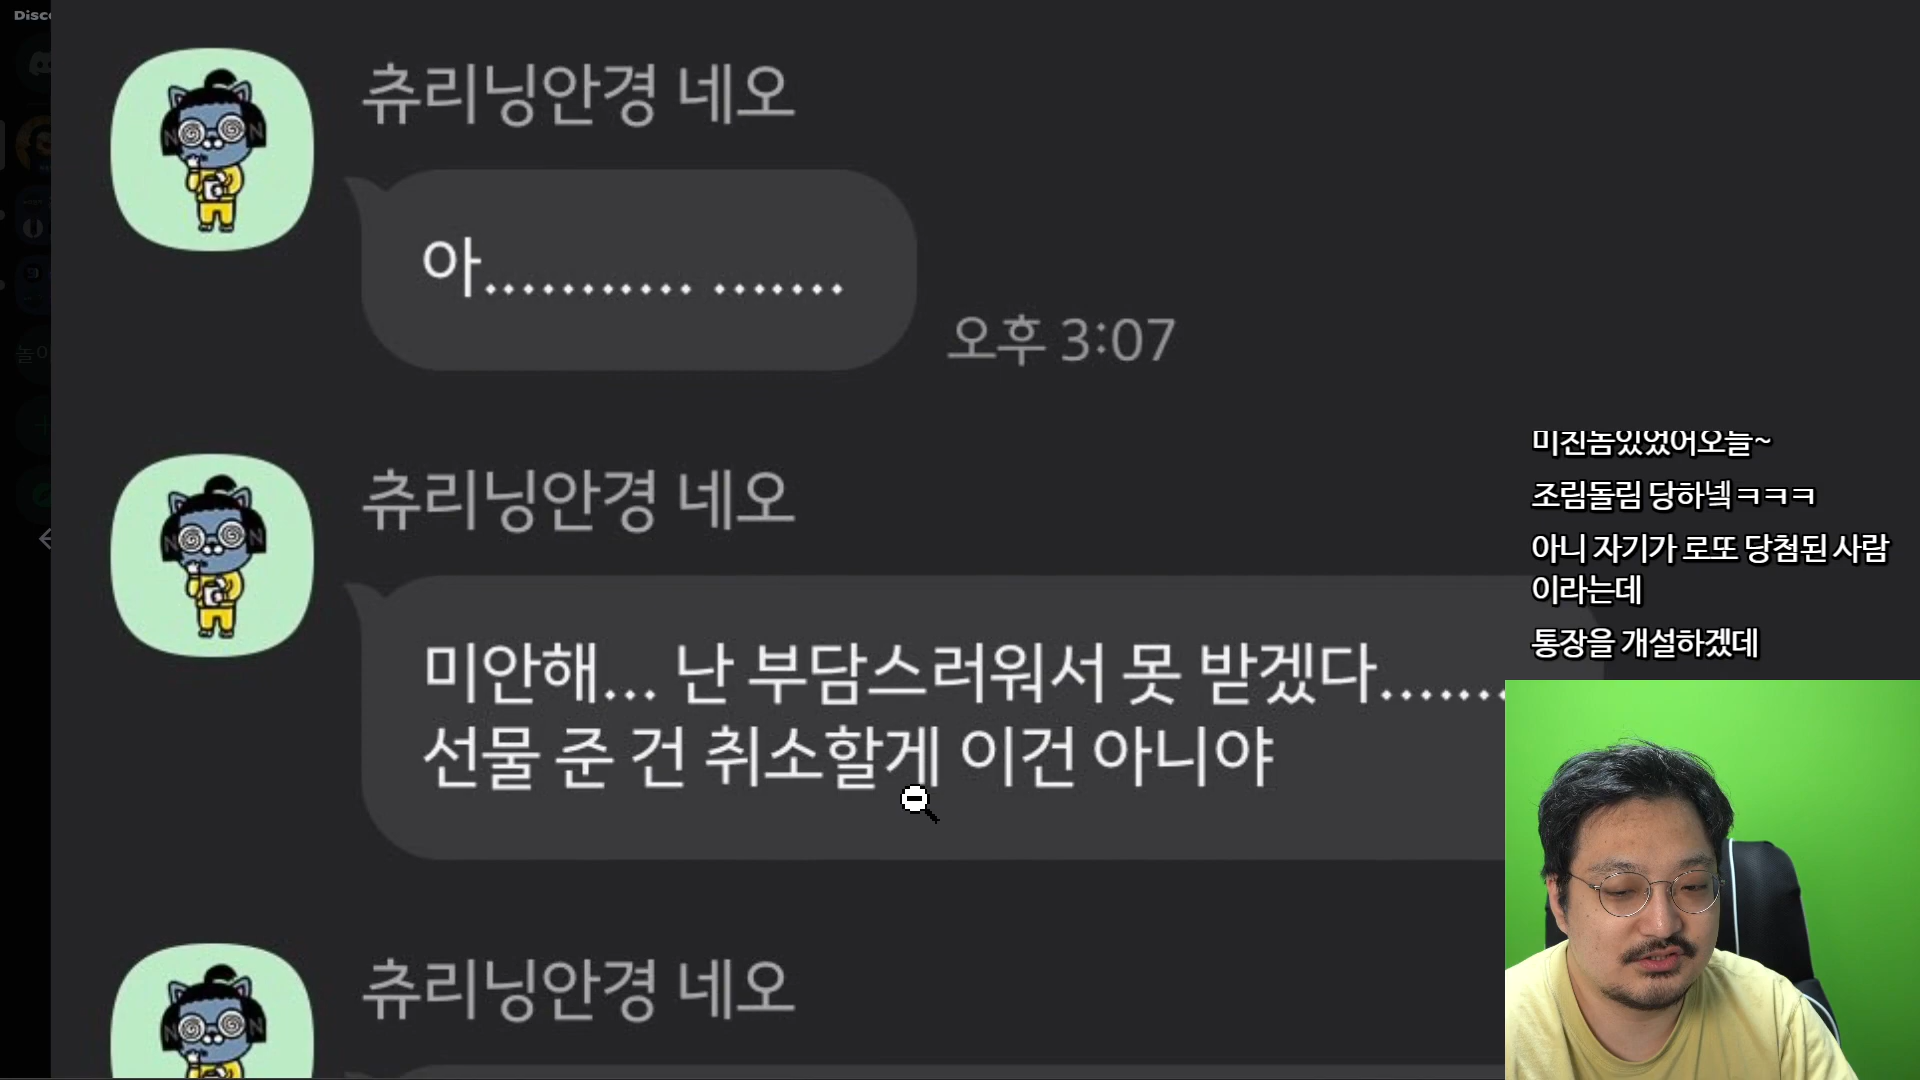 Disc
츄리닝안경 네오
아........... .......
오후 3:07
츄리닝안경 네오
미안해... 난 부담스러워서 못 받겠다.......
선물 준 건 취소할게 이건 아니야
츄리닝안경 네오
미친놈있었어오늘~
조림돌림 당하넼ㅋㅋㅋ
아니 자기가 로또 당첨된 사람
이라는데
통장을 개설하겠데